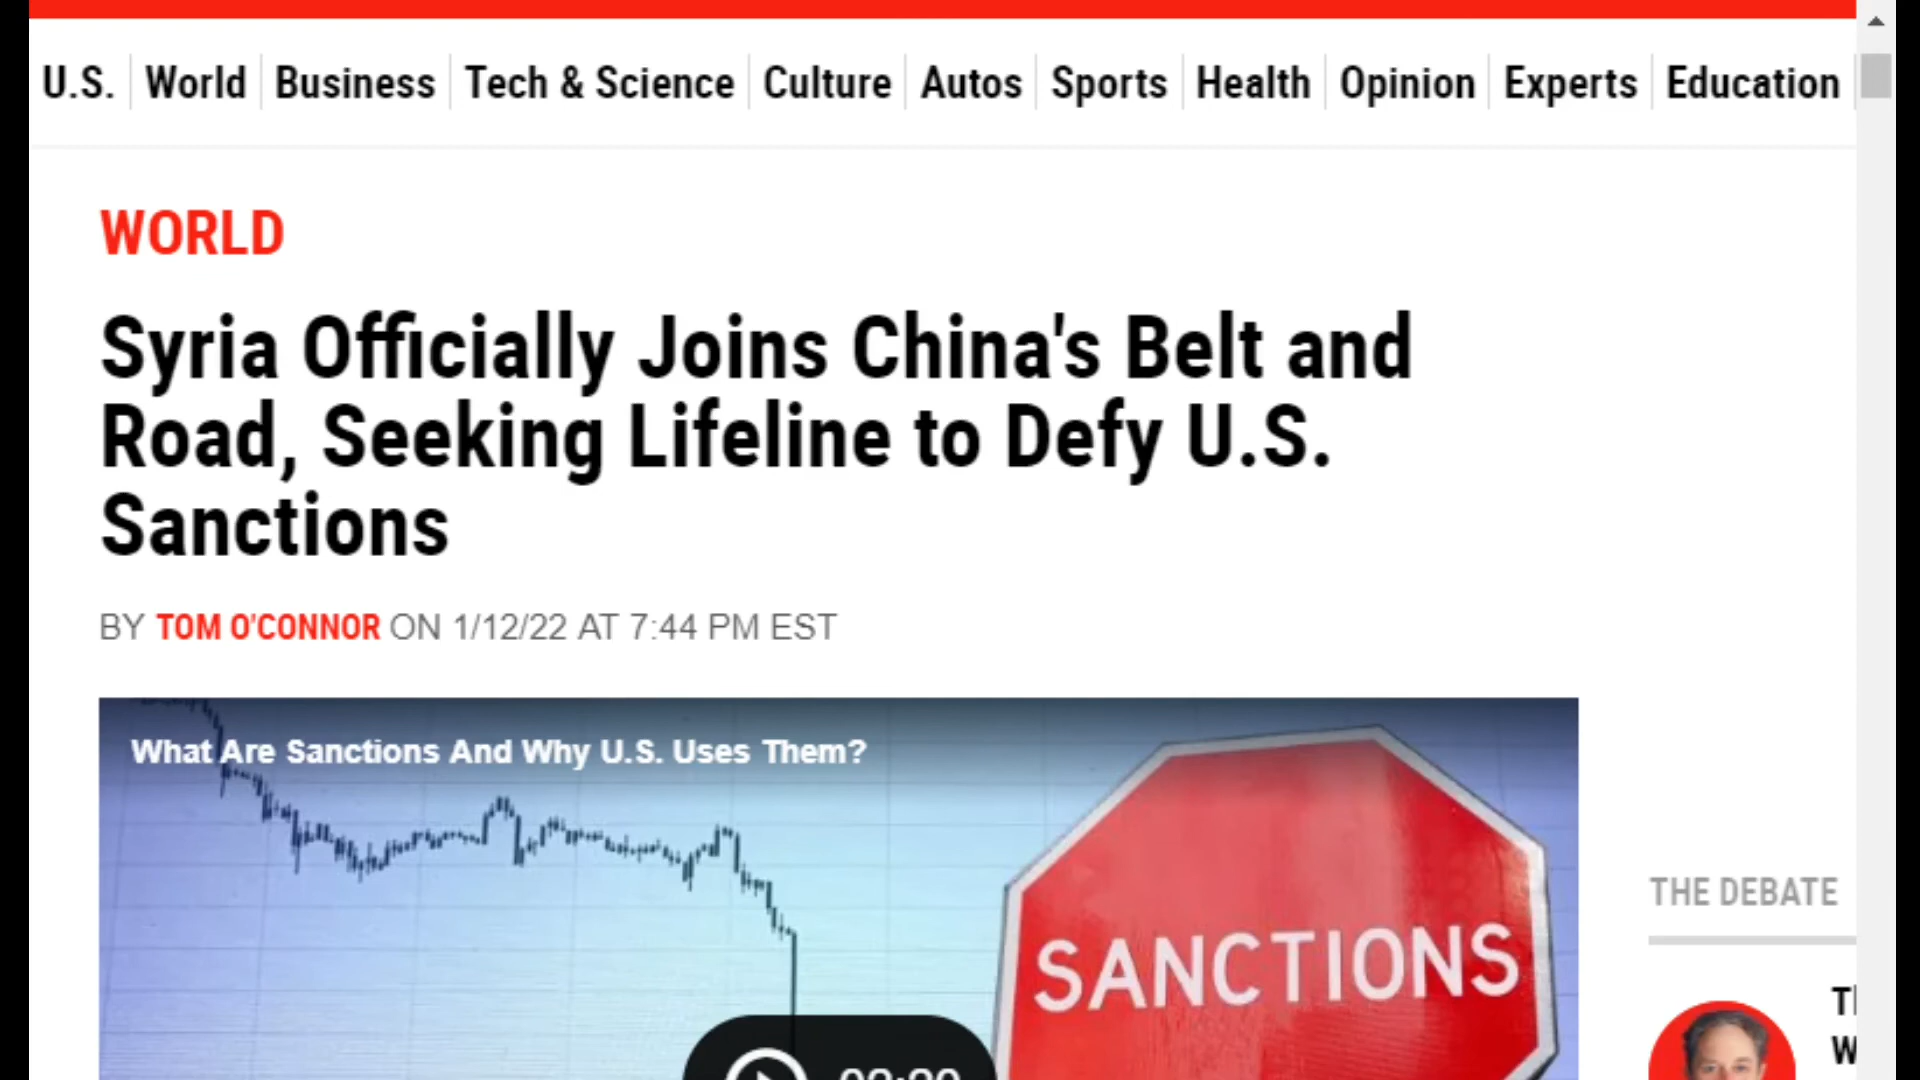 U.S. World Business Tech & Science Culture Autos Sports Health Opinion Experts Education
WORLD
Syria Officially Joins China's Belt and
Road, Seeking Lifeline to Defy U.S.
Sanctions
BY TOM O'CONNOR ON 1/12/22 AT 7:44 PM EST
What Are Sanctions And Why U.S. Uses Them?
SANCTIONS
THE DEBATE